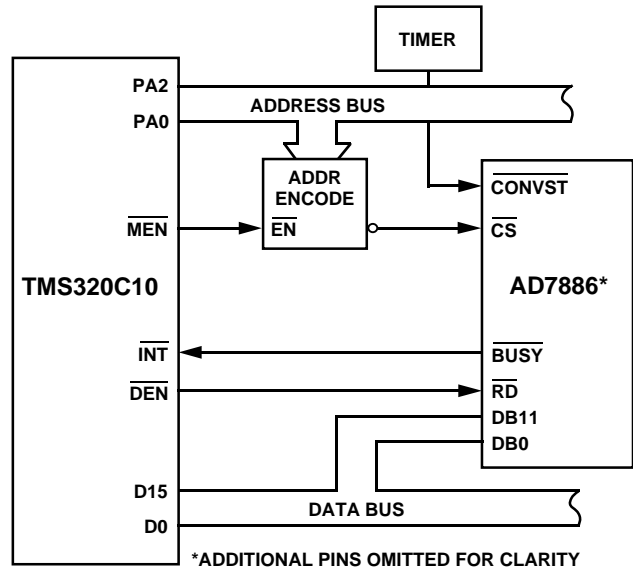 TIMER
PA2
ADDRESS BUS
PA0
ADDR
ENCODE
CONVST
MEN
EN
CS
TMS320C10
AD7886*
INT
BUSY
DEN
RD
DB11
DB0
D15
DATA BUS
D0
*ADDITIONAL PINS OMITTED FOR CLARITY